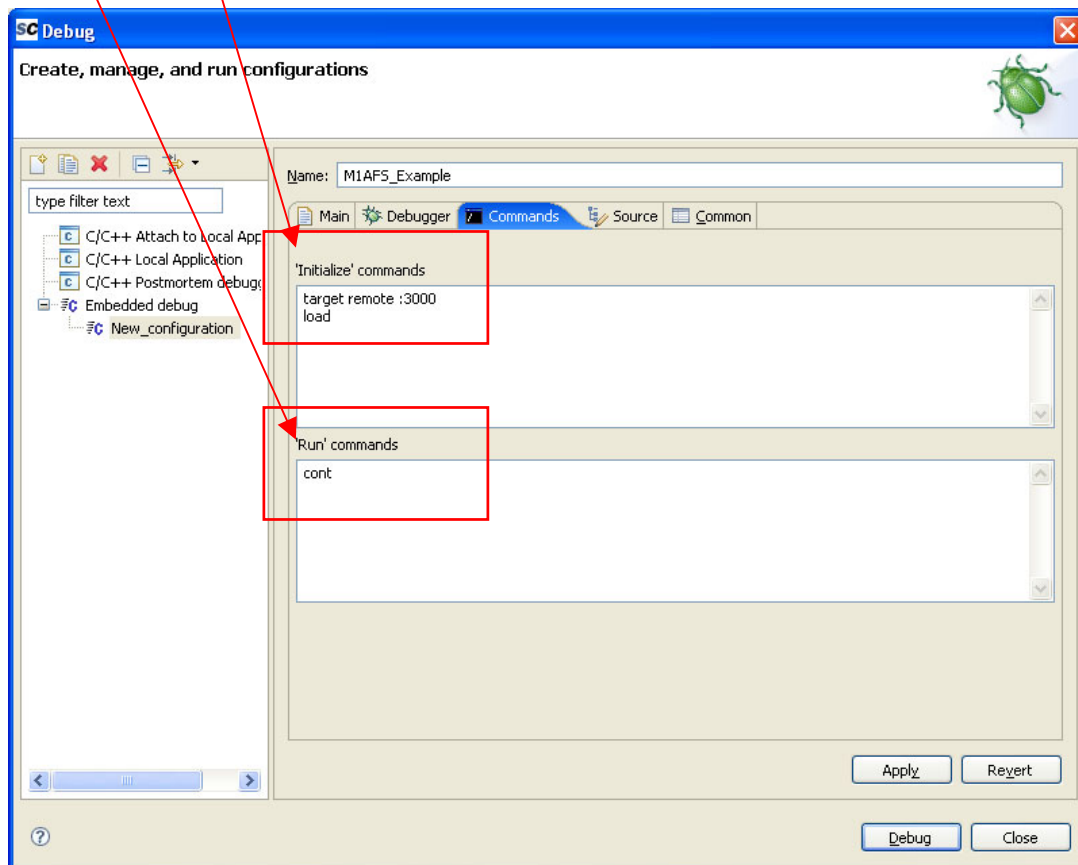 SC Debug
Create, manage, and run configurations
type filter text
C/C++ Attach to Local App
C/C++ Local Application
C/C++ Postmortem debugg
Embedded debug
New_configuration
Name: M1AFS_Example
Main Debugger Commands Source Common
'Initialize' commands
target remote :3000
load
'Run' commands
cont
Apply Revert
Debug Close